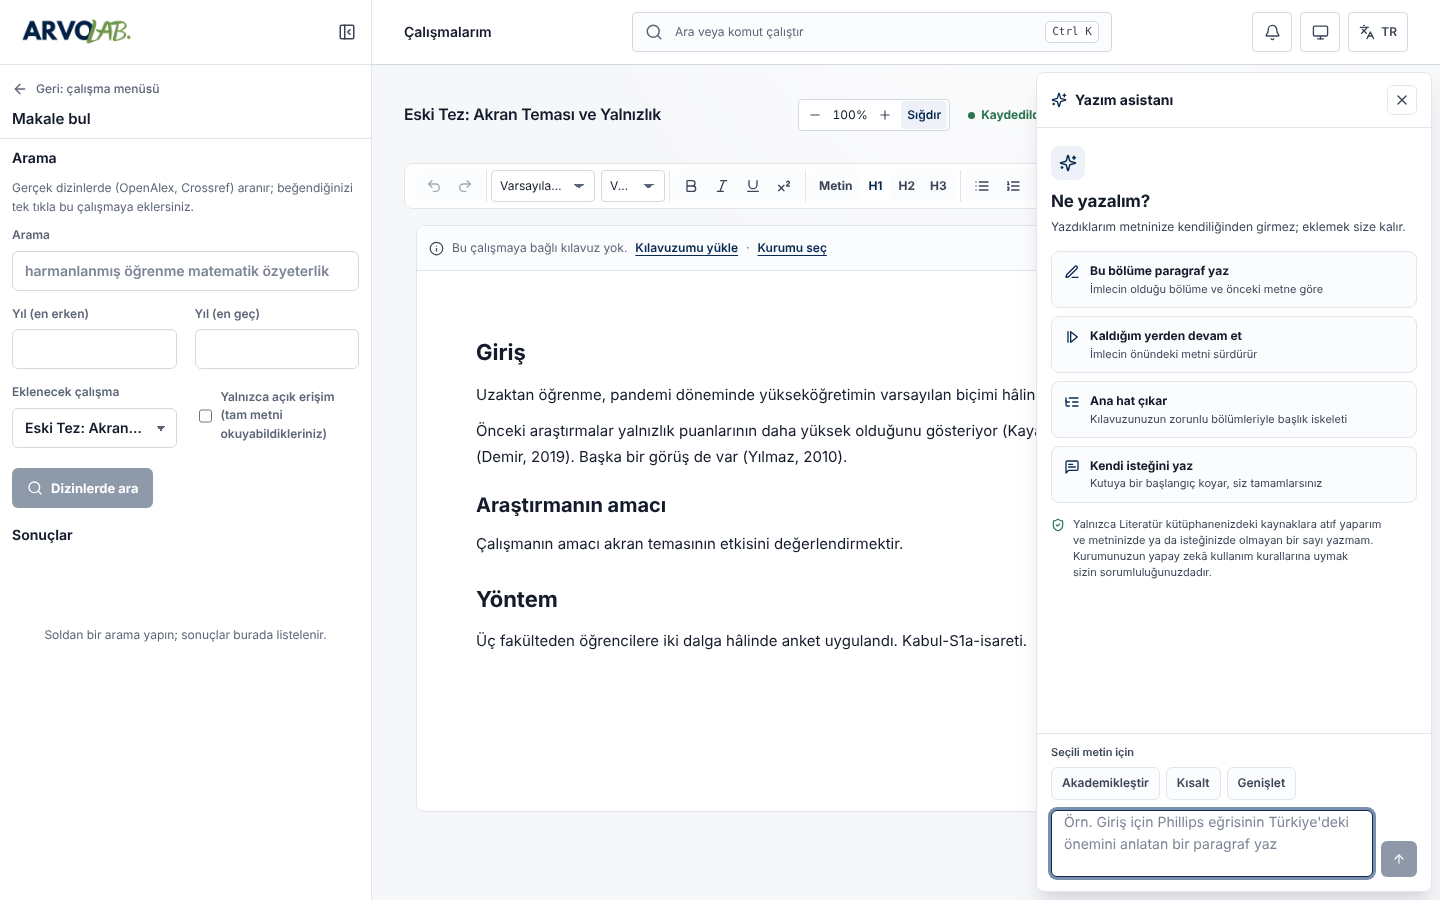 ARVOLAB.
Geri: çalışma menüsü
Makale bul
Arama
Gerçek dizinlerde (OpenAlex, Crossref) aranır; beğendiğinizi
tek tıkla bu çalışmaya eklersiniz.
Arama
harmanlanmış öğrenme matematik özyeterlik
Yıl (en erken)
Yıl (en geç)
Eklenecek çalışma
Eski Tez: Akran...
Yalnızca açık erişim
(tam metni
okuyabildikleriniz)
Dizinlerde ara
Sonuçlar
Soldan bir arama yapın; sonuçlar burada listelenir.
Çalışmalarım
Ara veya komut çalıştır
Ctrl K
TR
Eski Tez: Akran Teması ve Yalnızlık
100%
Sığdır
Kaydedild
Varsayıla...
V...
B I U x²
Metin H1 H2 H3
Bu çalışmaya bağlı kılavuz yok. Kılavuzumu yükle · Kurumu seç
Giriş
Uzaktan öğrenme, pandemi döneminde yükseköğretimin varsayılan biçimi hâlin
Önceki araştırmalar yalnızlık puanlarının daha yüksek olduğunu gösteriyor (Kaya
(Demir, 2019). Başka bir görüş de var (Yılmaz, 2010).
Araştırmanın amacı
Çalışmanın amacı akran temasının etkisini değerlendirmektir.
Yöntem
Üç fakülteden öğrencilere iki dalga hâlinde anket uygulandı. Kabul-S1a-isareti.
Yazım asistanı
Ne yazalım?
Yazdıklarım metninize kendiliğinden girmez; eklemek size kalır.
Bu bölüme paragraf yaz
İmlecin olduğu bölüme ve önceki metne göre
Kaldığım yerden devam et
İmlecin önündeki metni sürdürür
Ana hat çıkar
Kılavuzunuzun zorunlu bölümleriyle başlık iskeleti
Kendi isteğini yaz
Kutuya bir başlangıç koyar, siz tamamlarsınız
Yalnızca Literatür kütüphanenizdeki kaynaklara atıf yaparım
ve metninizde ya da isteğinizde olmayan bir sayı yazmam.
Kurumunuzun yapay zekâ kullanım kurallarına uymak
sizin sorumluluğunuzdadır.
Seçili metin için
Akademikleştir
Kısalt
Genişlet
Örn. Giriş için Phillips eğrisinin Türkiye'deki
önemini anlatan bir paragraf yaz